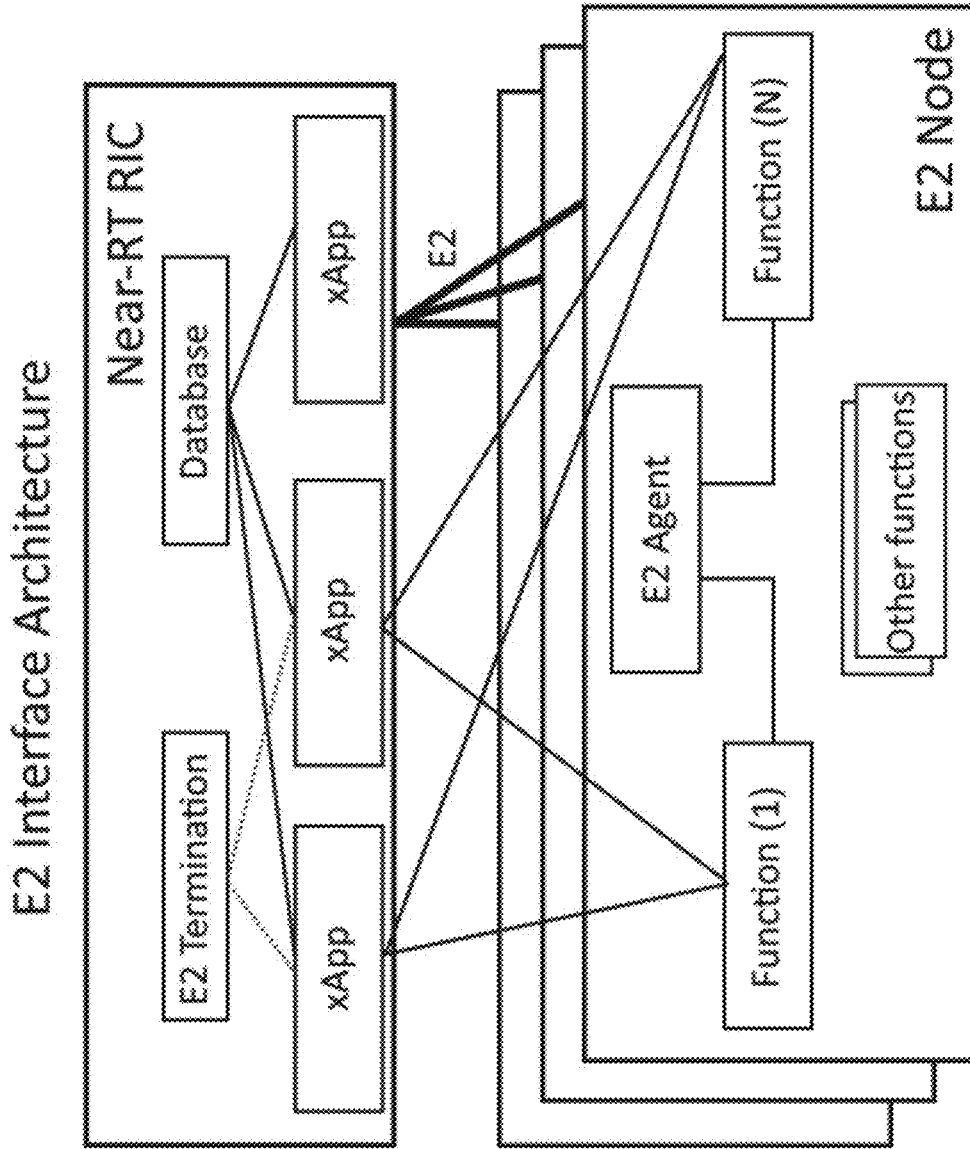 E2 Interface Architecture
Near-RT RIC
E2 Termination
Database
xApp
xApp
xApp
E2
E2 Agent
Function (1)
Function (N)
Other functions
E2 Node